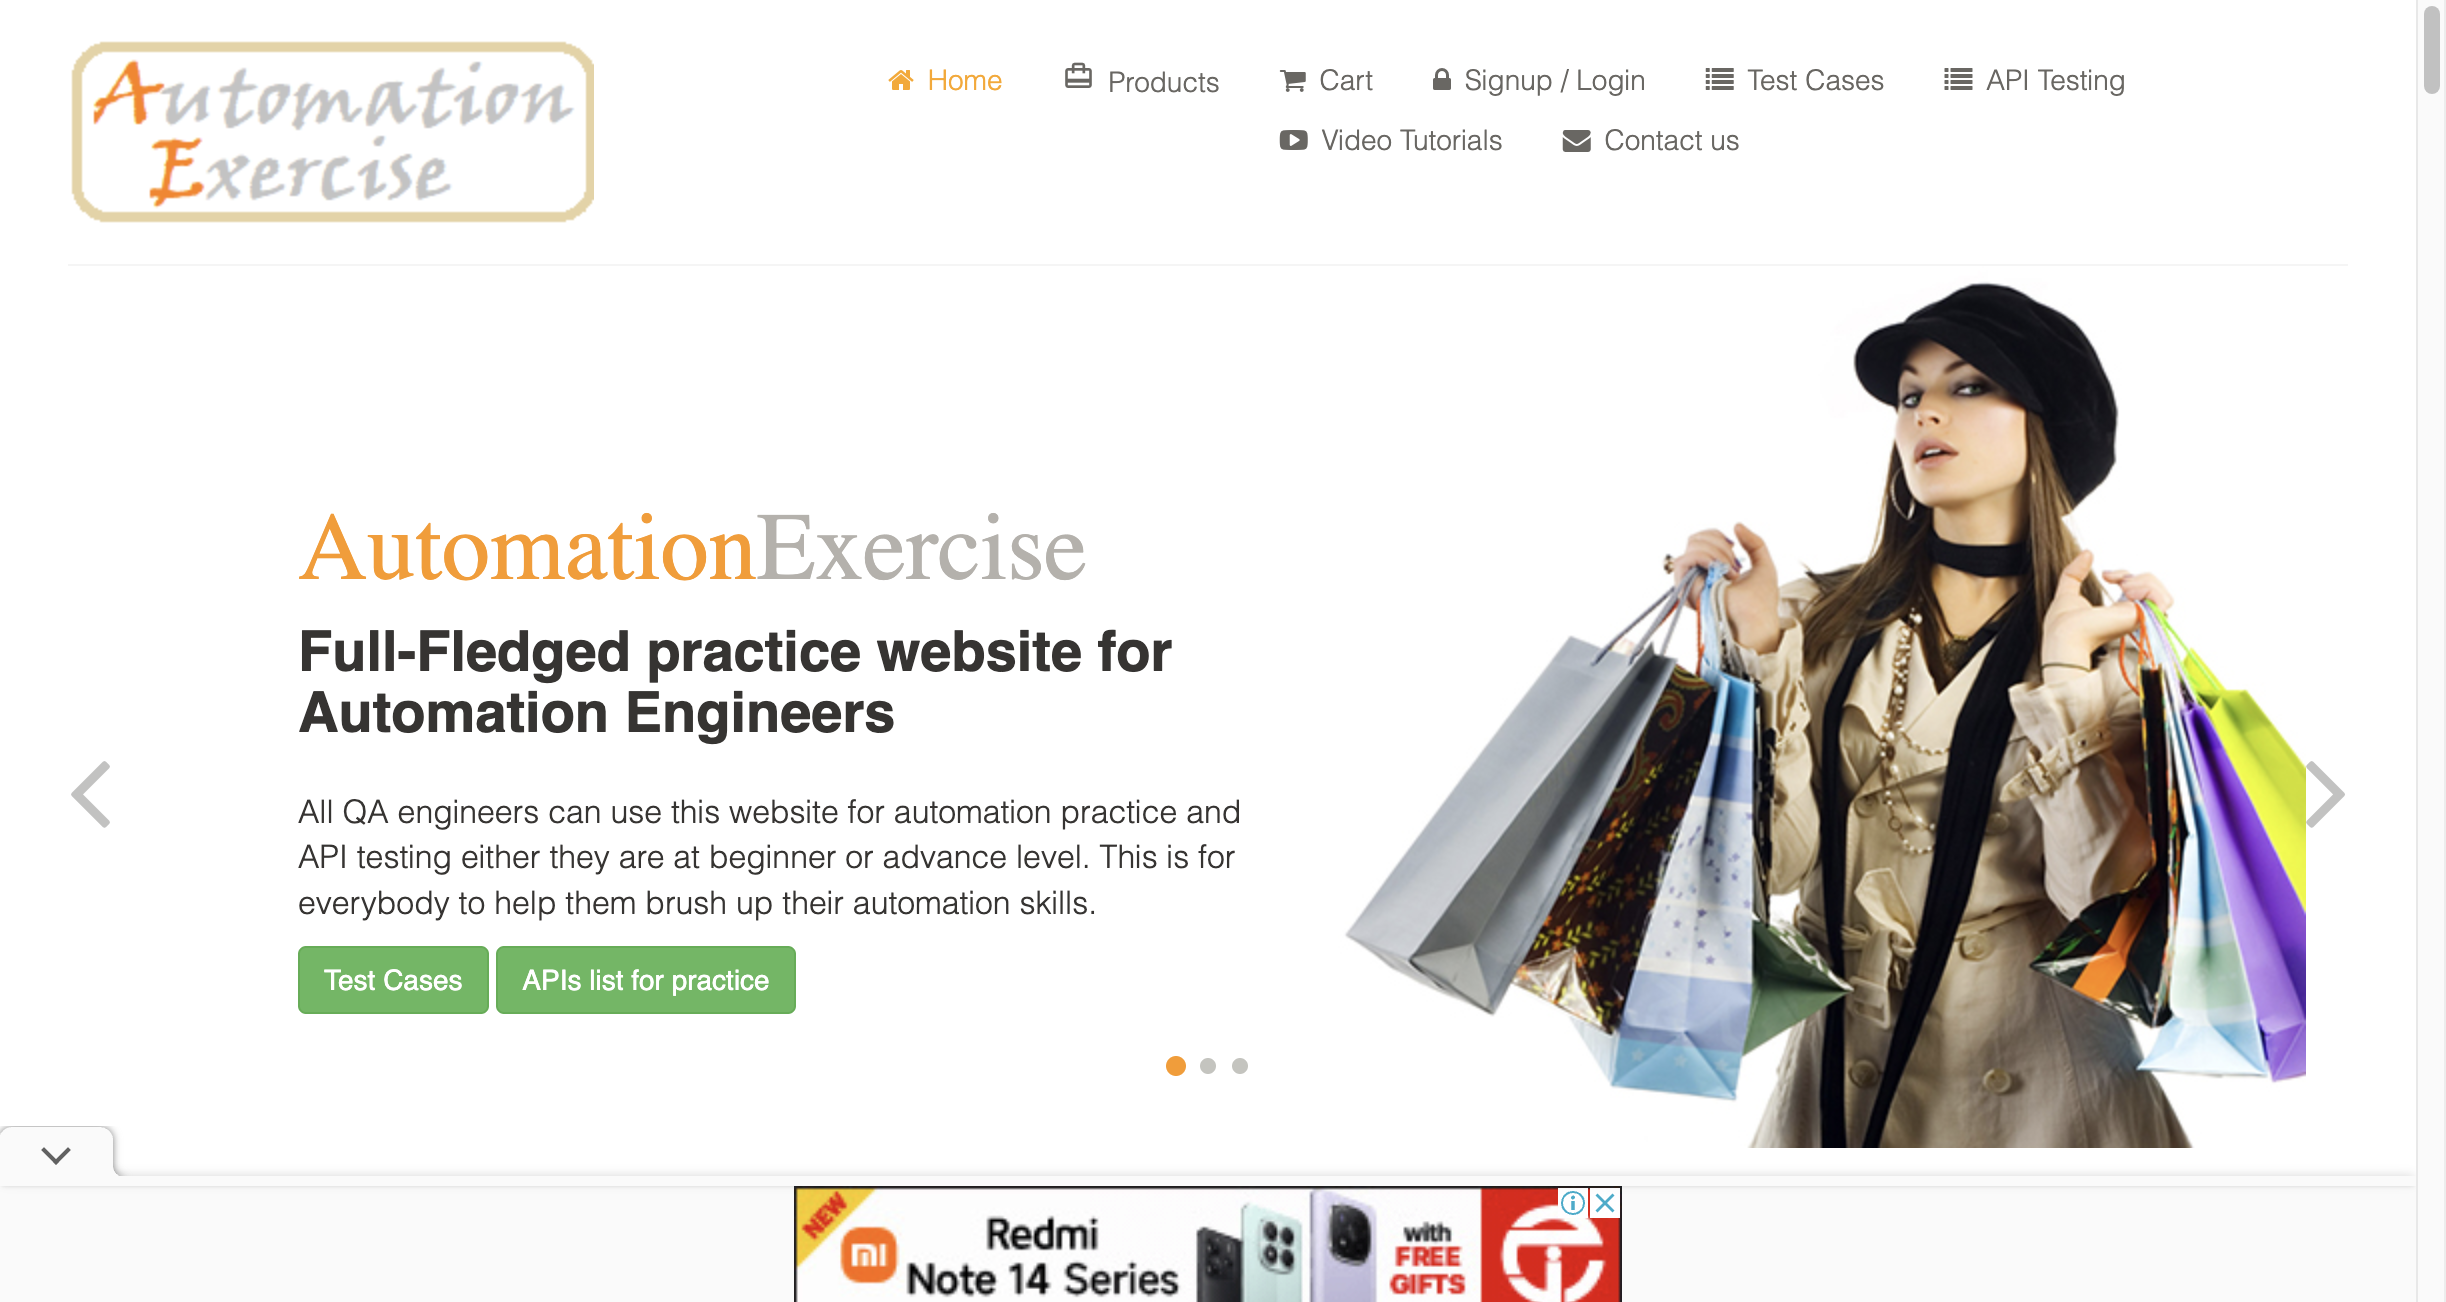 Automation
Exercise
Home
Products
Cart
Signup / Login
Test Cases
API Testing
Video Tutorials
Contact us
AutomationExercise
Full-Fledged practice website for
Automation Engineers
All QA engineers can use this website for automation practice and
API testing either they are at beginner or advance level. This is for
everybody to help them brush up their automation skills.
Test Cases
APIs list for practice
NEW
mi
Redmi
Note 14 Series
with
FREE
GIFTS